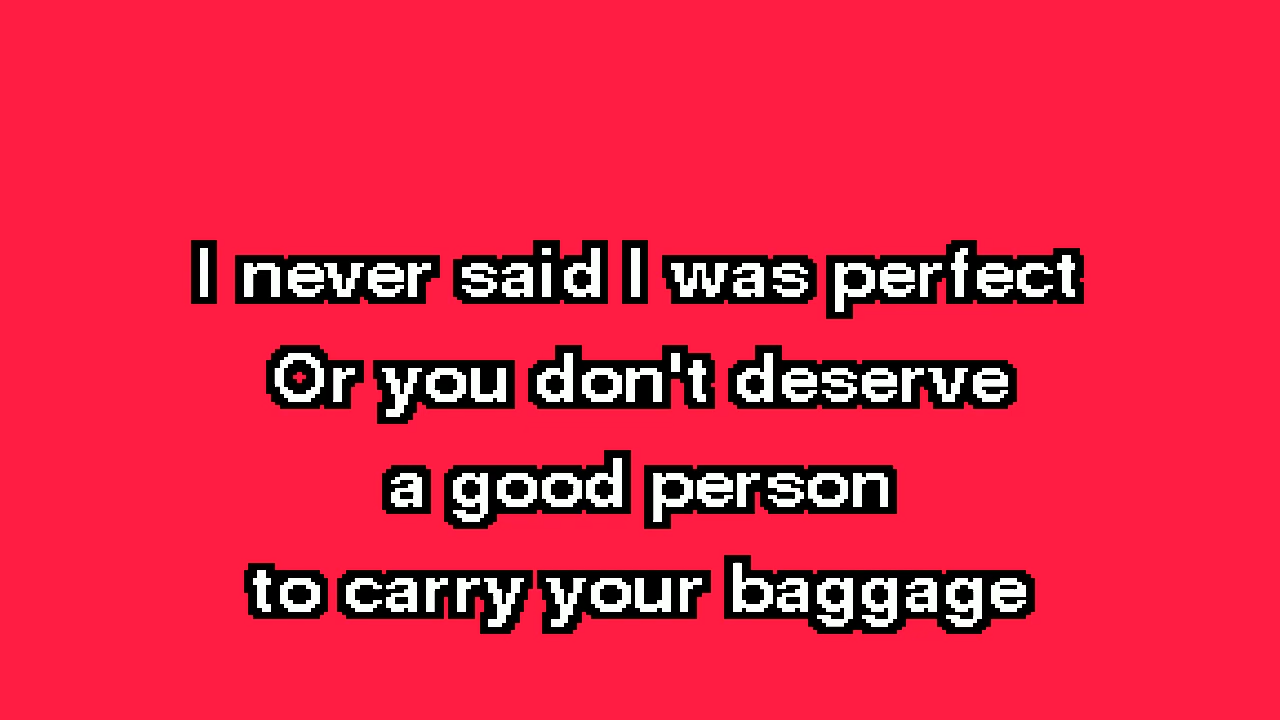 I never said I was perfect
Or you don't deserve
a good person
to carry your baggage